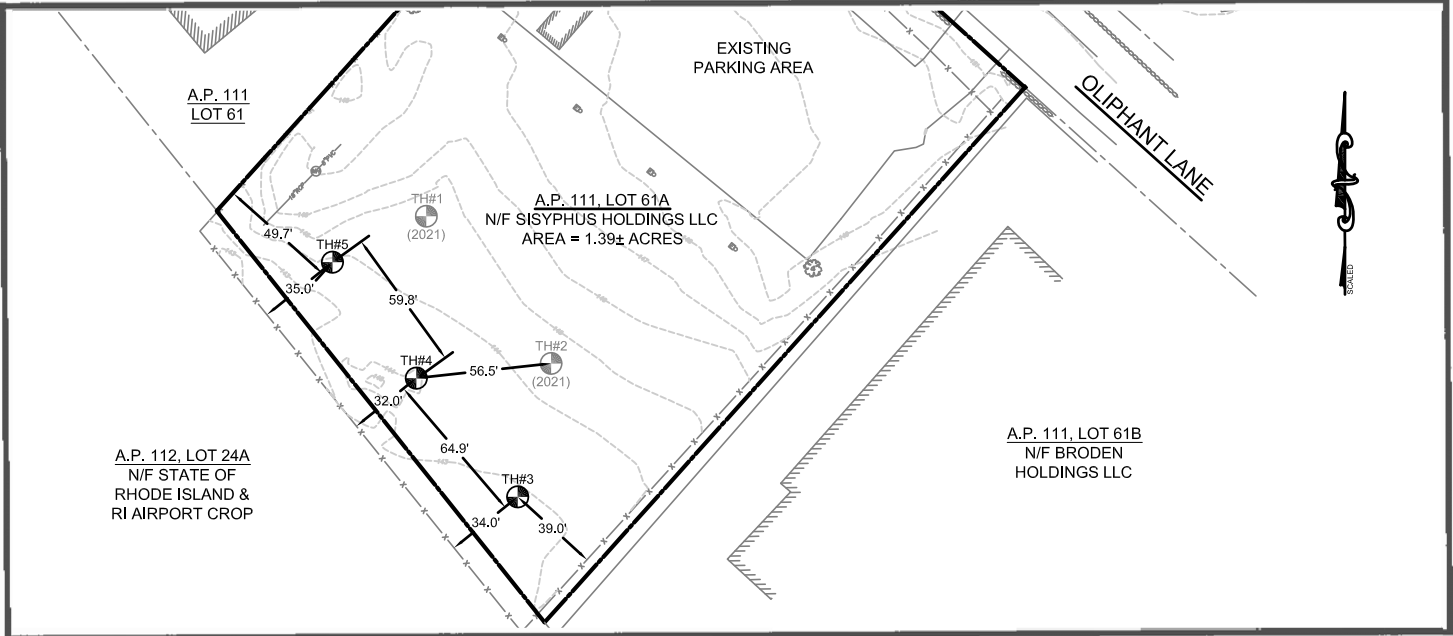 EXISTING
PARKING AREA
OLIPHANT LANE
A.P. 111
LOT 61
A.P. 111, LOT 61A
N/F SISYPHUS HOLDINGS LLC
AREA = 1.39± ACRES
TH#1
(2021)
49.7'
TH#5
35.0'
59.8'
SCALED
TH#2
(2021)
TH#4
56.5'
32.0'
64.9'
TH#3
34.0'
39.0'
A.P. 112, LOT 24A
N/F STATE OF
RHODE ISLAND &
RI AIRPORT CROP
A.P. 111, LOT 61B
N/F BRODEN
HOLDINGS LLC